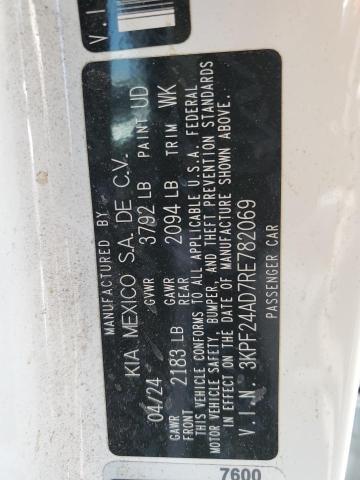 V.I
MANUFACTURED BY
KIA MEXICO S.A. DE C.V.
04/24 GVWR 3792 LB PAINT UD
GAWR FRONT 2183 LB GAWR REAR 2094 LB TRIM WK
THIS VEHICLE CONFORMS TO ALL APPLICABLE U.S.A. FEDERAL
MOTOR VEHICLE SAFETY, BUMPER, AND THEFT PREVENTION STANDARDS
IN EFFECT ON THE DATE OF MANUFACTURE SHOWN ABOVE.
V.I.N. 3KPF24AD7RE782069
PASSENGER CAR
7600